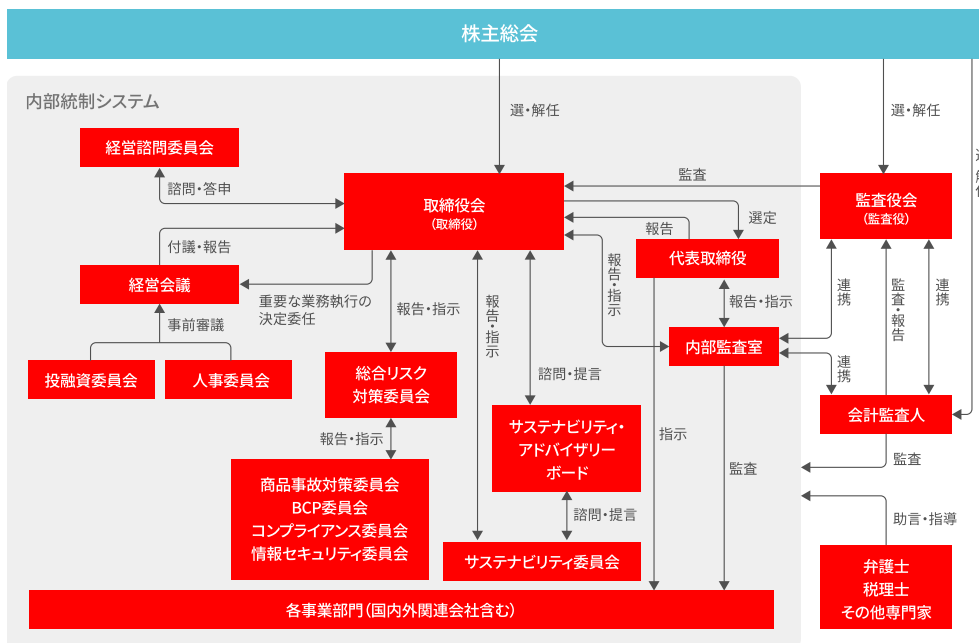 株主総会
内部統制システム
選・解任
選・解任
経営諮問委員会
諮問・答申
取締役会
(取締役)
監査
監査役会
(監査役)
選定
報告
付議・報告
代表取締役
経営会議
重要な業務執行の
決定委任
報告・指示
報告・指示
報告・指示
報告・指示
連携
監査・報告
連携
事前審議
内部監査室
投融資委員会
人事委員会
総合リスク
対策委員会
諮問・提言
連携
会計監査人
サステナビリティ・
アドバイザリー
ボード
報告・指示
指示
監査
監査
商品事故対策委員会
BCP委員会
コンプライアンス委員会
情報セキュリティ委員会
諮問・提言
助言・指導
サステナビリティ委員会
弁護士
税理士
その他専門家
各事業部門(国内外関連会社含む)